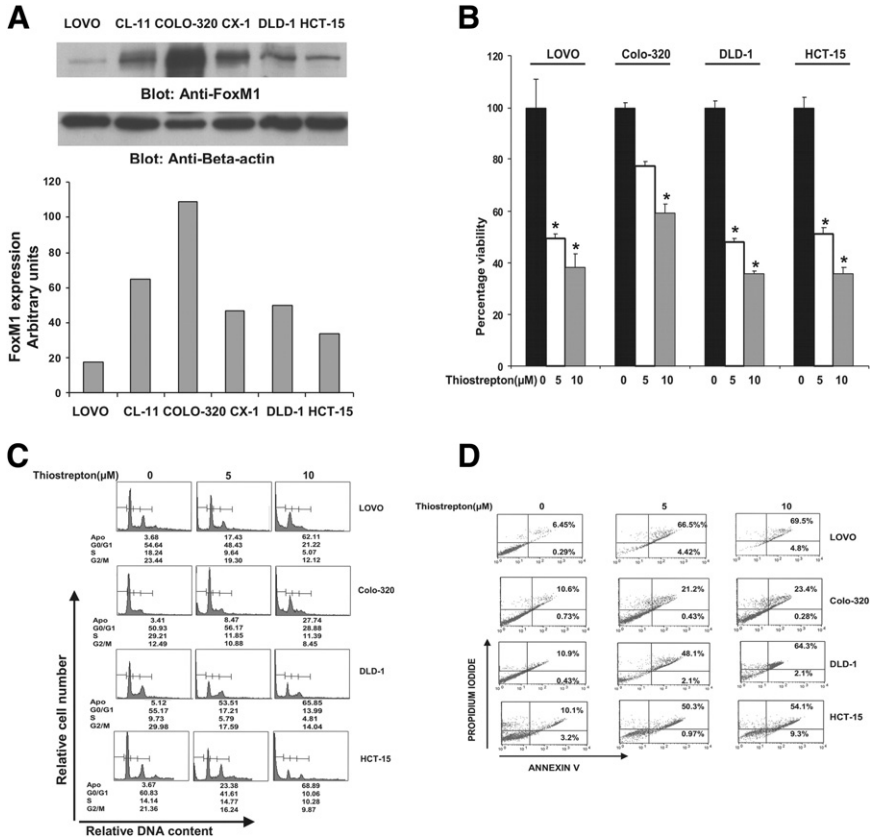 A
LOVO CL-11 COLO-320 CX-1 DLD-1 HCT-15
Blot: Anti-FoxM1
Blot: Anti-Beta-actin
FoxM1 expression
Arbitrary units
120
100
80
60
40
20
0
LOVO CL-11 COLO-320 CX-1 DLD-1 HCT-15
B
LOVO Colo-320 DLD-1 HCT-15
Percentage viability
120
100
80
60
40
20
0
* * * * * * *
Thiostrepton(µM) 0 5 10 0 5 10 0 5 10 0 5 10
C
Thiostrepton(µM) 0 5 10
LOVO
Apo 3.68 17.43 62.11
G0/G1 54.64 48.43 21.22
S 18.24 9.64 5.07
G2/M 23.44 19.30 12.12
Colo-320
Apo 3.41 8.47 27.74
G0/G1 50.93 56.17 28.88
S 29.21 11.85 11.39
G2/M 12.49 10.88 8.45
DLD-1
Apo 5.12 53.51 65.85
G0/G1 55.17 17.21 13.99
S 9.73 5.79 4.81
G2/M 29.98 17.59 14.04
HCT-15
Apo 3.67 23.38 68.89
G0/G1 60.83 41.61 10.06
S 14.14 14.77 10.28
G2/M 21.36 16.24 9.87
Relative cell number
Relative DNA content
D
Thiostrepton(µM) 0 5 10
6.45% 66.5%% 69.5%
LOVO
0.29% 4.42% 4.8%
10.6% 21.2% 23.4%
Colo-320
0.73% 0.43% 0.28%
10.9% 48.1% 64.3%
DLD-1
0.43% 2.1% 2.1%
10.1% 50.3% 54.1%
HCT-15
3.2% 0.97% 9.3%
PROPIDIUM IODIDE
ANNEXIN V